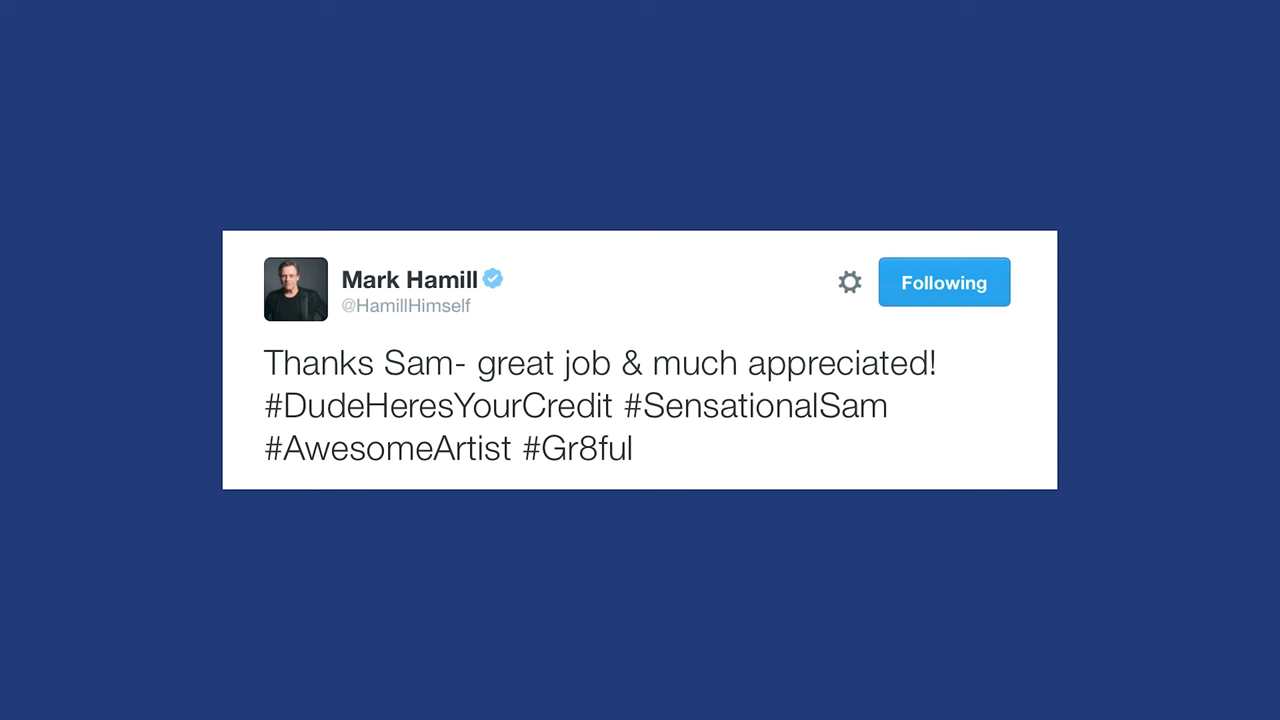 Mark Hamill
@HamillHimself
Following
Thanks Sam- great job & much appreciated!
#DudeHeresYourCredit #SensationalSam
#AwesomeArtist #Gr8ful